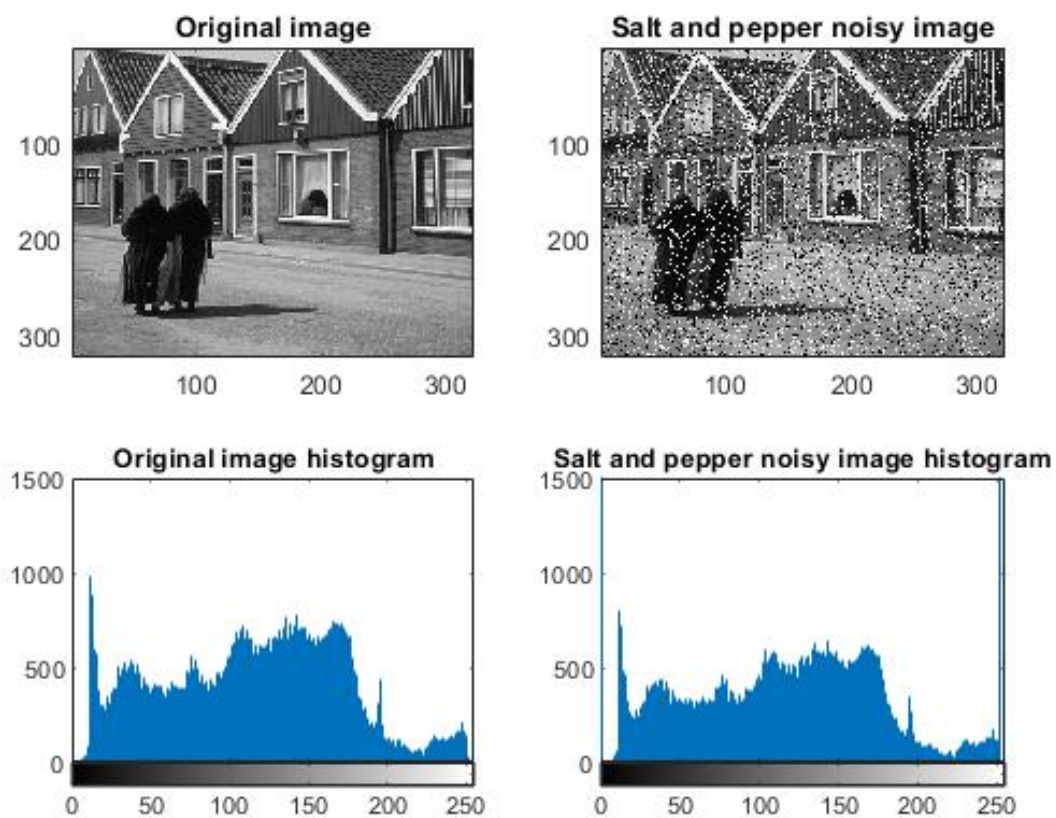 Original image
100
200
300
100 200 300
Salt and pepper noisy image
100
200
300
100 200 300
Original image histogram
1500
1000
500
0
0 50 100 150 200 250
Salt and pepper noisy image histogram
1500
1000
500
0
0 50 100 150 200 250